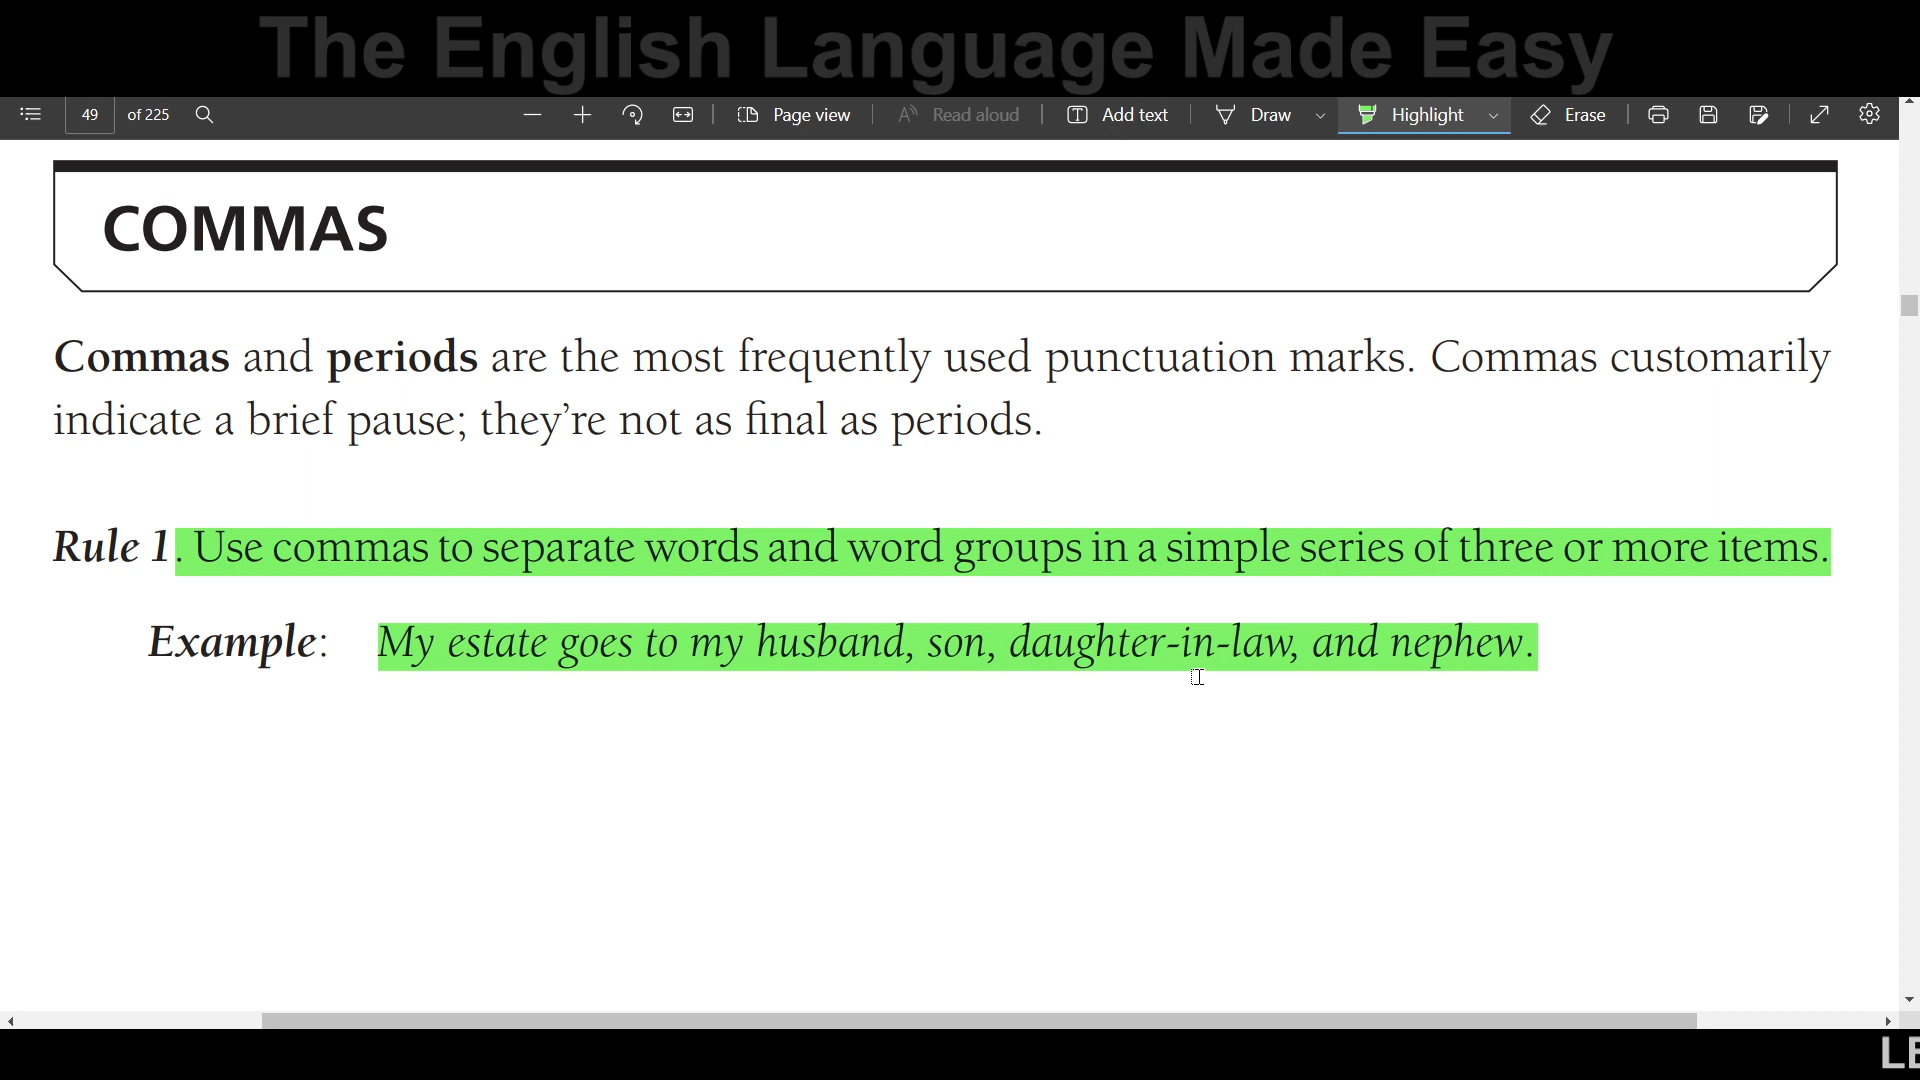 The English Language Made Easy
49 of 225 Page view Read aloud Add text Draw Highlight Erase
COMMAS
Commas and periods are the most frequently used punctuation marks. Commas customarily
indicate a brief pause; they’re not as final as periods.
Rule 1. Use commas to separate words and word groups in a simple series of three or more items.
Example: My estate goes to my husband, son, daughter-in-law, and nephew.